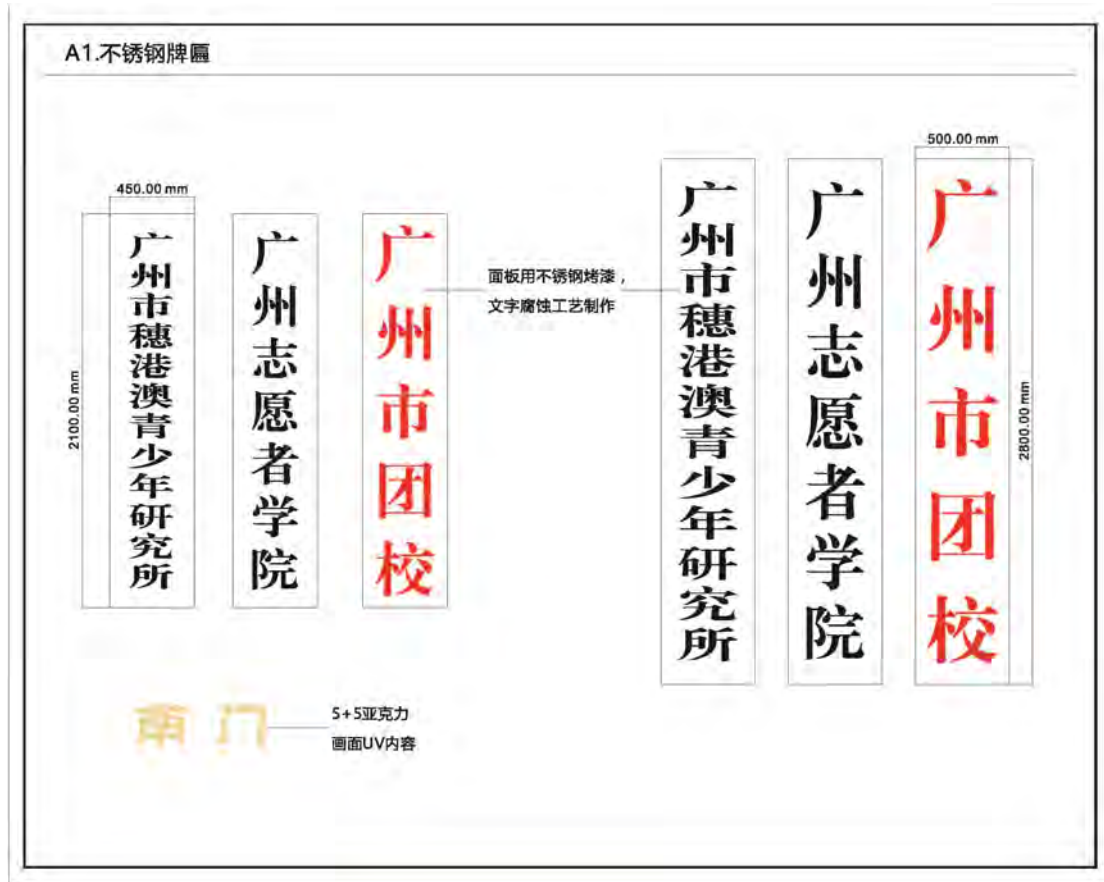 A1.不锈钢牌匾
450.00 mm
2100.00 mm
广州市穗港澳青少年研究所
广州志愿者学院
广州市团校
面板用不锈钢烤漆，
文字腐蚀工艺制作
500.00 mm
2800.00 mm
广州市穗港澳青少年研究所
广州志愿者学院
广州市团校
南门
5+5亚克力
画面UV内容